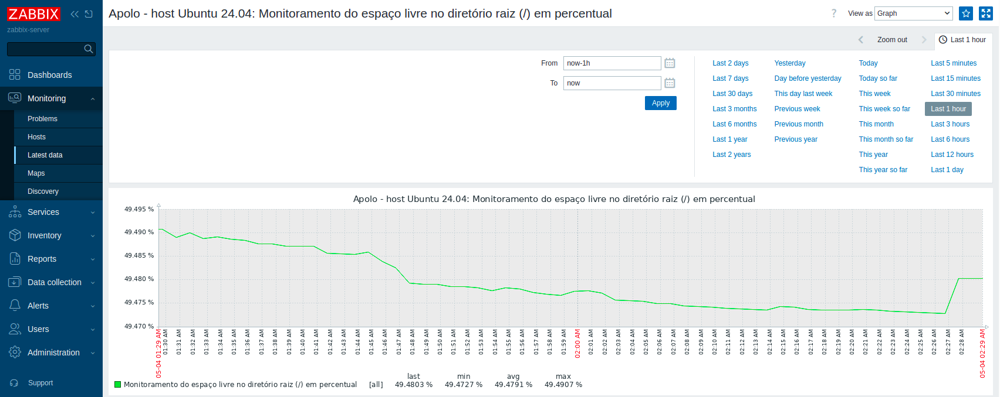 ZABBIX
zabbix-server
Dashboards
Monitoring
Problems
Hosts
Latest data
Maps
Discovery
Services
Inventory
Reports
Data collection
Alerts
Users
Administration
Support
Apolo - host Ubuntu 24.04: Monitoramento do espaço livre no diretório raiz (/) em percentual
? View as Graph
Zoom out Last 1 hour
From now-1h
To now
Apply
Last 2 days Yesterday Today Last 5 minutes
Last 7 days Day before yesterday Today so far Last 15 minutes
Last 30 days This day last week This week Last 30 minutes
Last 3 months Previous week This week so far Last 1 hour
Last 6 months Previous month This month Last 3 hours
Last 1 year Previous year This month so far Last 6 hours
Last 2 years This year Last 12 hours
This year so far Last 1 day
Apolo - host Ubuntu 24.04: Monitoramento do espaço livre no diretório raiz (/) em percentual
49.495 %
49.490 %
49.485 %
49.480 %
49.475 %
49.470 %
05-04 01:29 AM
01:30 AM
01:31 AM
01:32 AM
01:33 AM
01:34 AM
01:35 AM
01:36 AM
01:37 AM
01:38 AM
01:39 AM
01:40 AM
01:41 AM
01:42 AM
01:43 AM
01:44 AM
01:45 AM
01:46 AM
01:47 AM
01:48 AM
01:49 AM
01:50 AM
01:51 AM
01:52 AM
01:53 AM
01:54 AM
01:55 AM
01:56 AM
01:57 AM
01:58 AM
01:59 AM
02:00 AM
02:01 AM
02:02 AM
02:03 AM
02:04 AM
02:05 AM
02:06 AM
02:07 AM
02:08 AM
02:09 AM
02:10 AM
02:11 AM
02:12 AM
02:13 AM
02:14 AM
02:15 AM
02:16 AM
02:17 AM
02:18 AM
02:19 AM
02:20 AM
02:21 AM
02:22 AM
02:23 AM
02:24 AM
02:25 AM
02:26 AM
02:27 AM
02:28 AM
05-04 02:29 AM
last min avg max
Monitoramento do espaço livre no diretório raiz (/) em percentual [all] 49.4803 % 49.4727 % 49.4791 % 49.4907 %